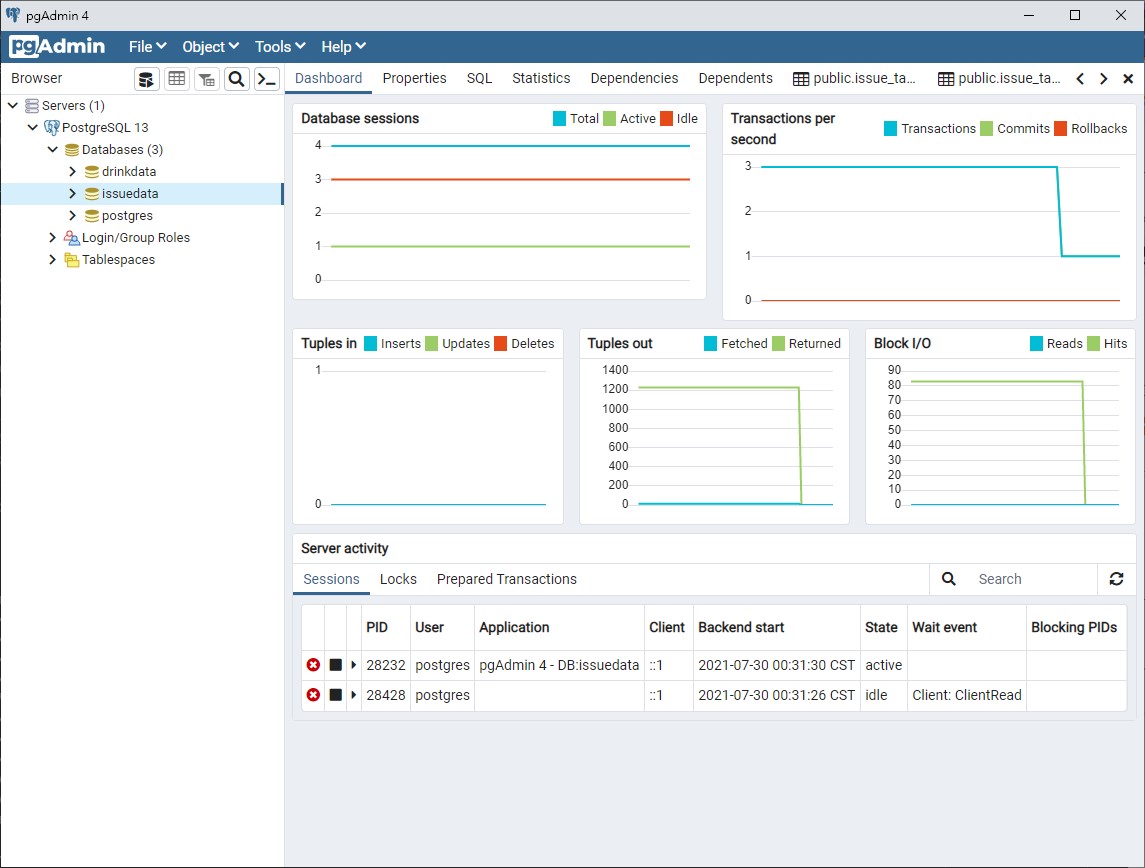 pgAdmin 4
pgAdmin File Object Tools Help
Browser
Dashboard Properties SQL Statistics Dependencies Dependents public.issue_ta... public.issue_ta...
Servers (1)
PostgreSQL 13
Databases (3)
drinkdata
issuedata
postgres
Login/Group Roles
Tablespaces
Database sessions Total Active Idle
4
3
2
1
0
Transactions per
second
Transactions Commits Rollbacks
3
2
1
0
Tuples in Inserts Updates Deletes
1
0
Tuples out Fetched Returned
1400
1200
1000
800
600
400
200
0
Block I/O Reads Hits
90
80
70
60
50
40
30
20
10
0
Server activity
Sessions Locks Prepared Transactions Search
PID User Application Client Backend start State Wait event Blocking PIDs
28232 postgres pgAdmin 4 - DB:issuedata ::1 2021-07-30 00:31:30 CST active
28428 postgres ::1 2021-07-30 00:31:26 CST idle Client: ClientRead